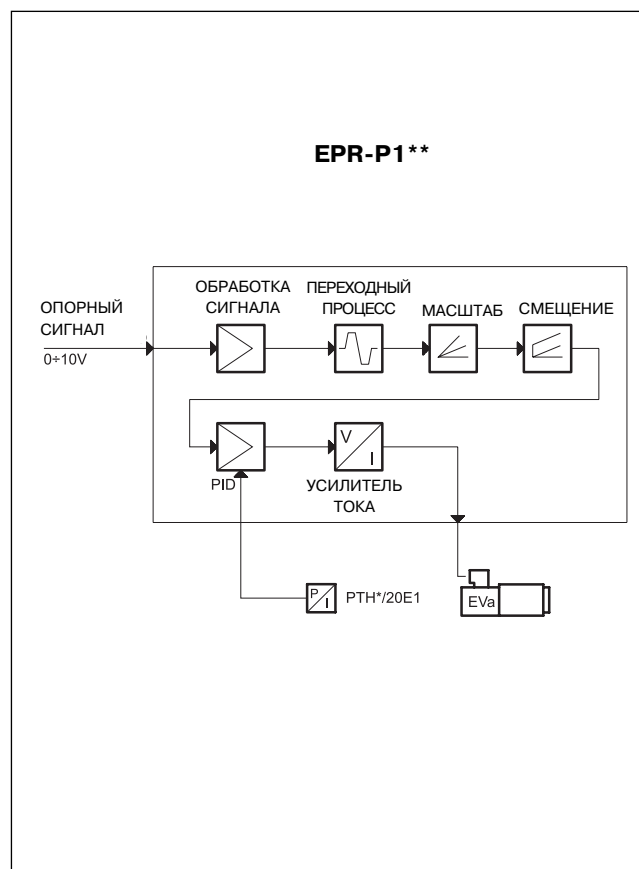 EPR-P1**
ОБРАБОТКА
СИГНАЛА
ПЕРЕХОДНЫЙ
ПРОЦЕСС
МАСШТАБ
СМЕЩЕНИЕ
ОПОРНЫЙ
СИГНАЛ
0÷10V
PID
V
I
УСИЛИТЕЛЬ
ТОКА
P
I
PTH*/20E1
EVa